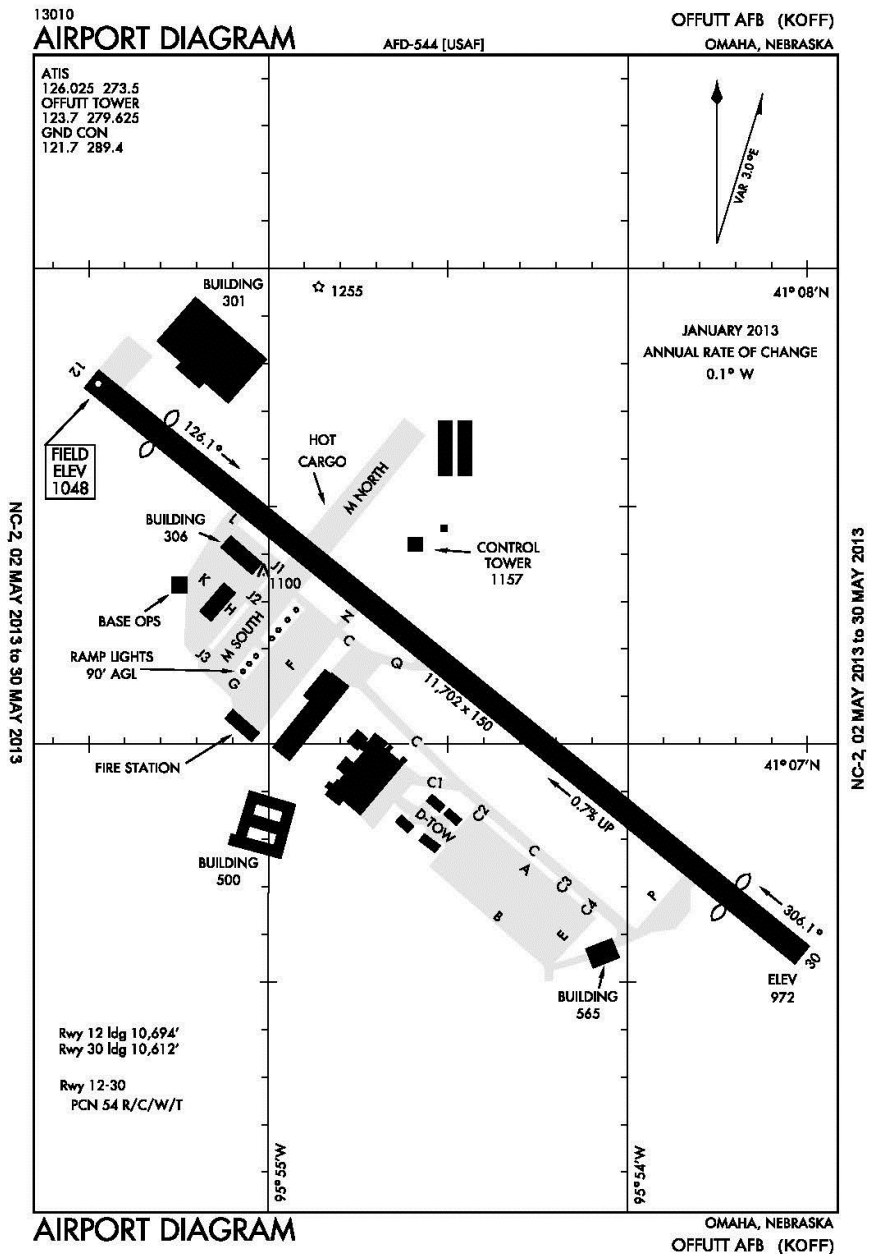 13010
AIRPORT DIAGRAM
AFD-544 [USAF]
OFFUTT AFB (KOFF)
OMAHA, NEBRASKA
ATIS
126.025 273.5
OFFUTT TOWER
123.7 279.625
GND CON
121.7 289.4
VAR 3.0°E
BUILDING
301
1255
41°08'N
JANUARY 2013
ANNUAL RATE OF CHANGE
0.1° W
12
126.1°
FIELD
ELEV
1048
HOT
CARGO
M NORTH
L
BUILDING
306
CONTROL
TOWER
1157
J1
1100
K
H
J2
BASE OPS
M SOUTH
N
C
RAMP LIGHTS
90' AGL
J3
G
F
Q
11,702 x 150
C
FIRE STATION
41°07'N
C1
C2
D-TOW
0.7% UP
BUILDING
500
C
A
C3
C4
P
B
E
306.1°
30
ELEV
972
BUILDING
565
Rwy 12 ldg 10,694'
Rwy 30 ldg 10,612'
Rwy 12-30
PCN 54 R/C/W/T
95°55'W
95°54'W
NC-2, 02 MAY 2013 to 30 MAY 2013
NC-2, 02 MAY 2013 to 30 MAY 2013
AIRPORT DIAGRAM
OMAHA, NEBRASKA
OFFUTT AFB (KOFF)